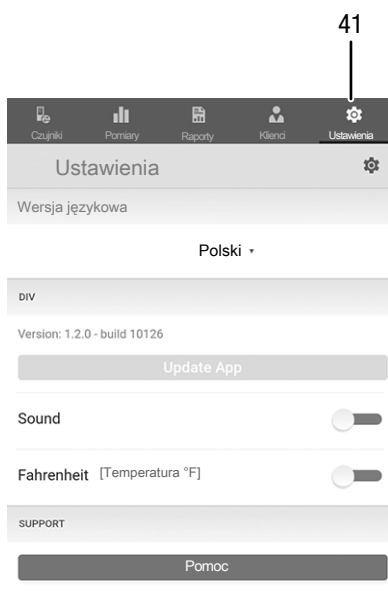 41
Czujniki Pomiary Raporty Klienci Ustawienia
Ustawienia
Wersja językowa
Polski
DIV
Version: 1.2.0 - build 10126
Update App
Sound
Fahrenheit [Temperatura °F]
SUPPORT
Pomoc